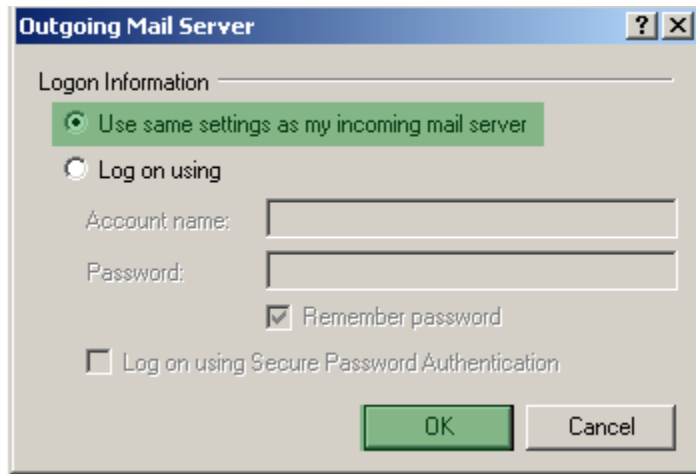 Outgoing Mail Server
Logon Information
Use same settings as my incoming mail server
Log on using
Account name:
Password:
Remember password
Log on using Secure Password Authentication
OK Cancel